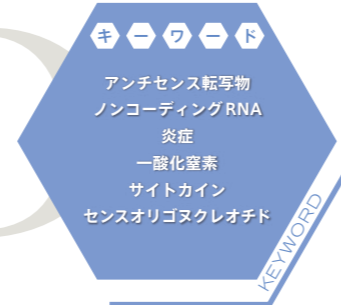 キーワード
アンチセンス転写物
ノンコーディングRNA
炎症
一酸化窒素
サイトカイン
センスオリゴヌクレオチド
KEYWORD